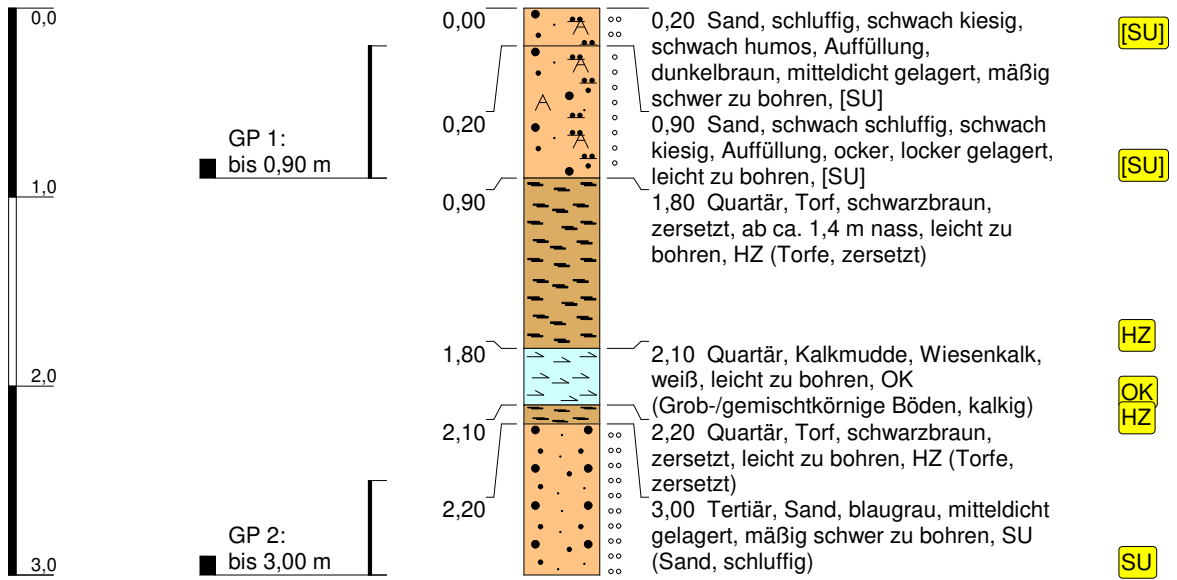 0,0
1,0
2,0
3,0
GP 1:
bis 0,90 m
GP 2:
bis 3,00 m
0,00
0,20 Sand, schluffig, schwach kiesig,
schwach humos, Auffüllung,
dunkelbraun, mitteldicht gelagert, mäßig
schwer zu bohren, [SU]
[SU]
0,20
0,90 Sand, schwach schluffig, schwach
kiesig, Auffüllung, ocker, locker gelagert,
leicht zu bohren, [SU]
[SU]
0,90
1,80 Quartär, Torf, schwarzbraun,
zersetzt, ab ca. 1,4 m nass, leicht zu
bohren, HZ (Torfe, zersetzt)
HZ
1,80
2,10 Quartär, Kalkmudde, Wiesenkalk,
weiß, leicht zu bohren, OK
(Grob-/gemischtkörnige Böden, kalkig)
OK
2,10
2,20 Quartär, Torf, schwarzbraun,
zersetzt, leicht zu bohren, HZ (Torfe,
zersetzt)
HZ
2,20
3,00 Tertiär, Sand, blaugrau, mitteldicht
gelagert, mäßig schwer zu bohren, SU
(Sand, schluffig)
SU